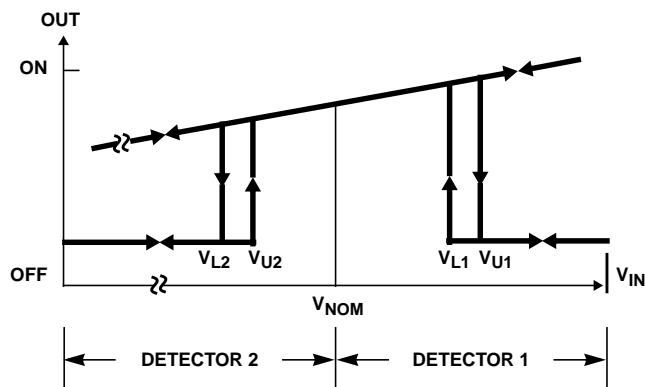 OUT
ON
OFF
V_L2
V_U2
V_L1
V_U1
V_IN
V_NOM
DETECTOR 2
DETECTOR 1